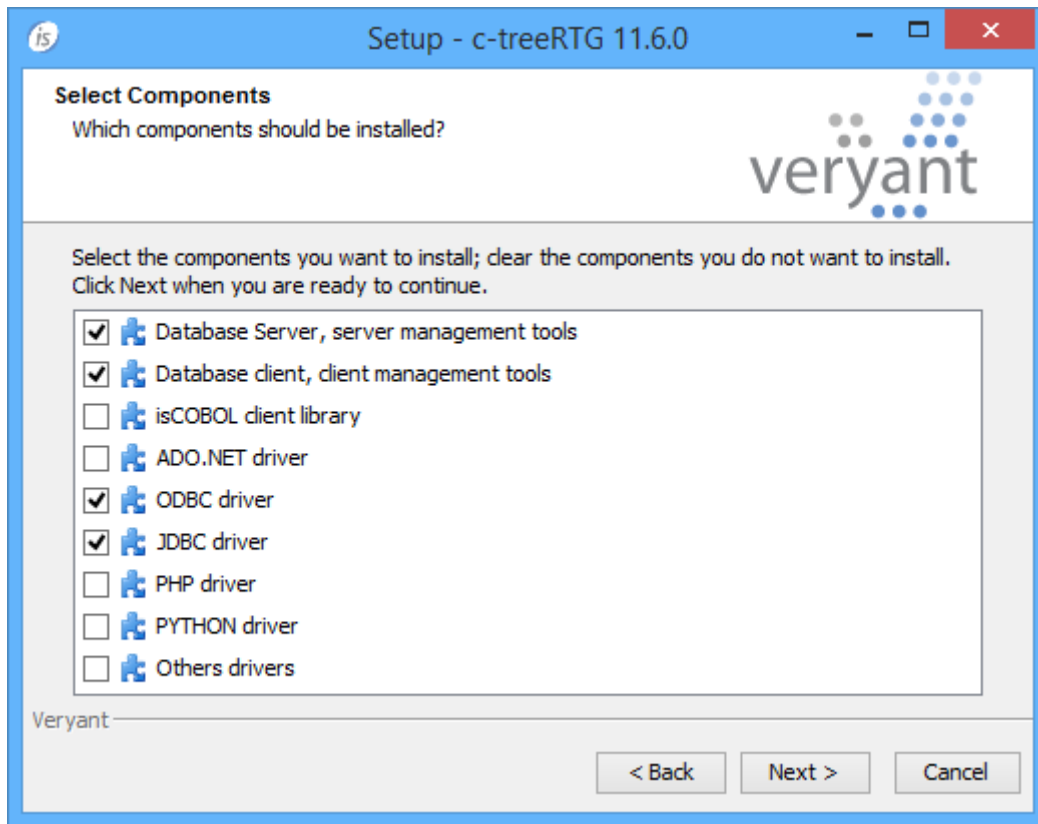 is
Setup - c-treeRTG 11.6.0
Select Components
Which components should be installed?
veryant
Select the components you want to install; clear the components you do not want to install.
Click Next when you are ready to continue.
Database Server, server management tools
Database client, client management tools
isCOBOL client library
ADO.NET driver
ODBC driver
JDBC driver
PHP driver
PYTHON driver
Others drivers
Veryant
< Back Next > Cancel